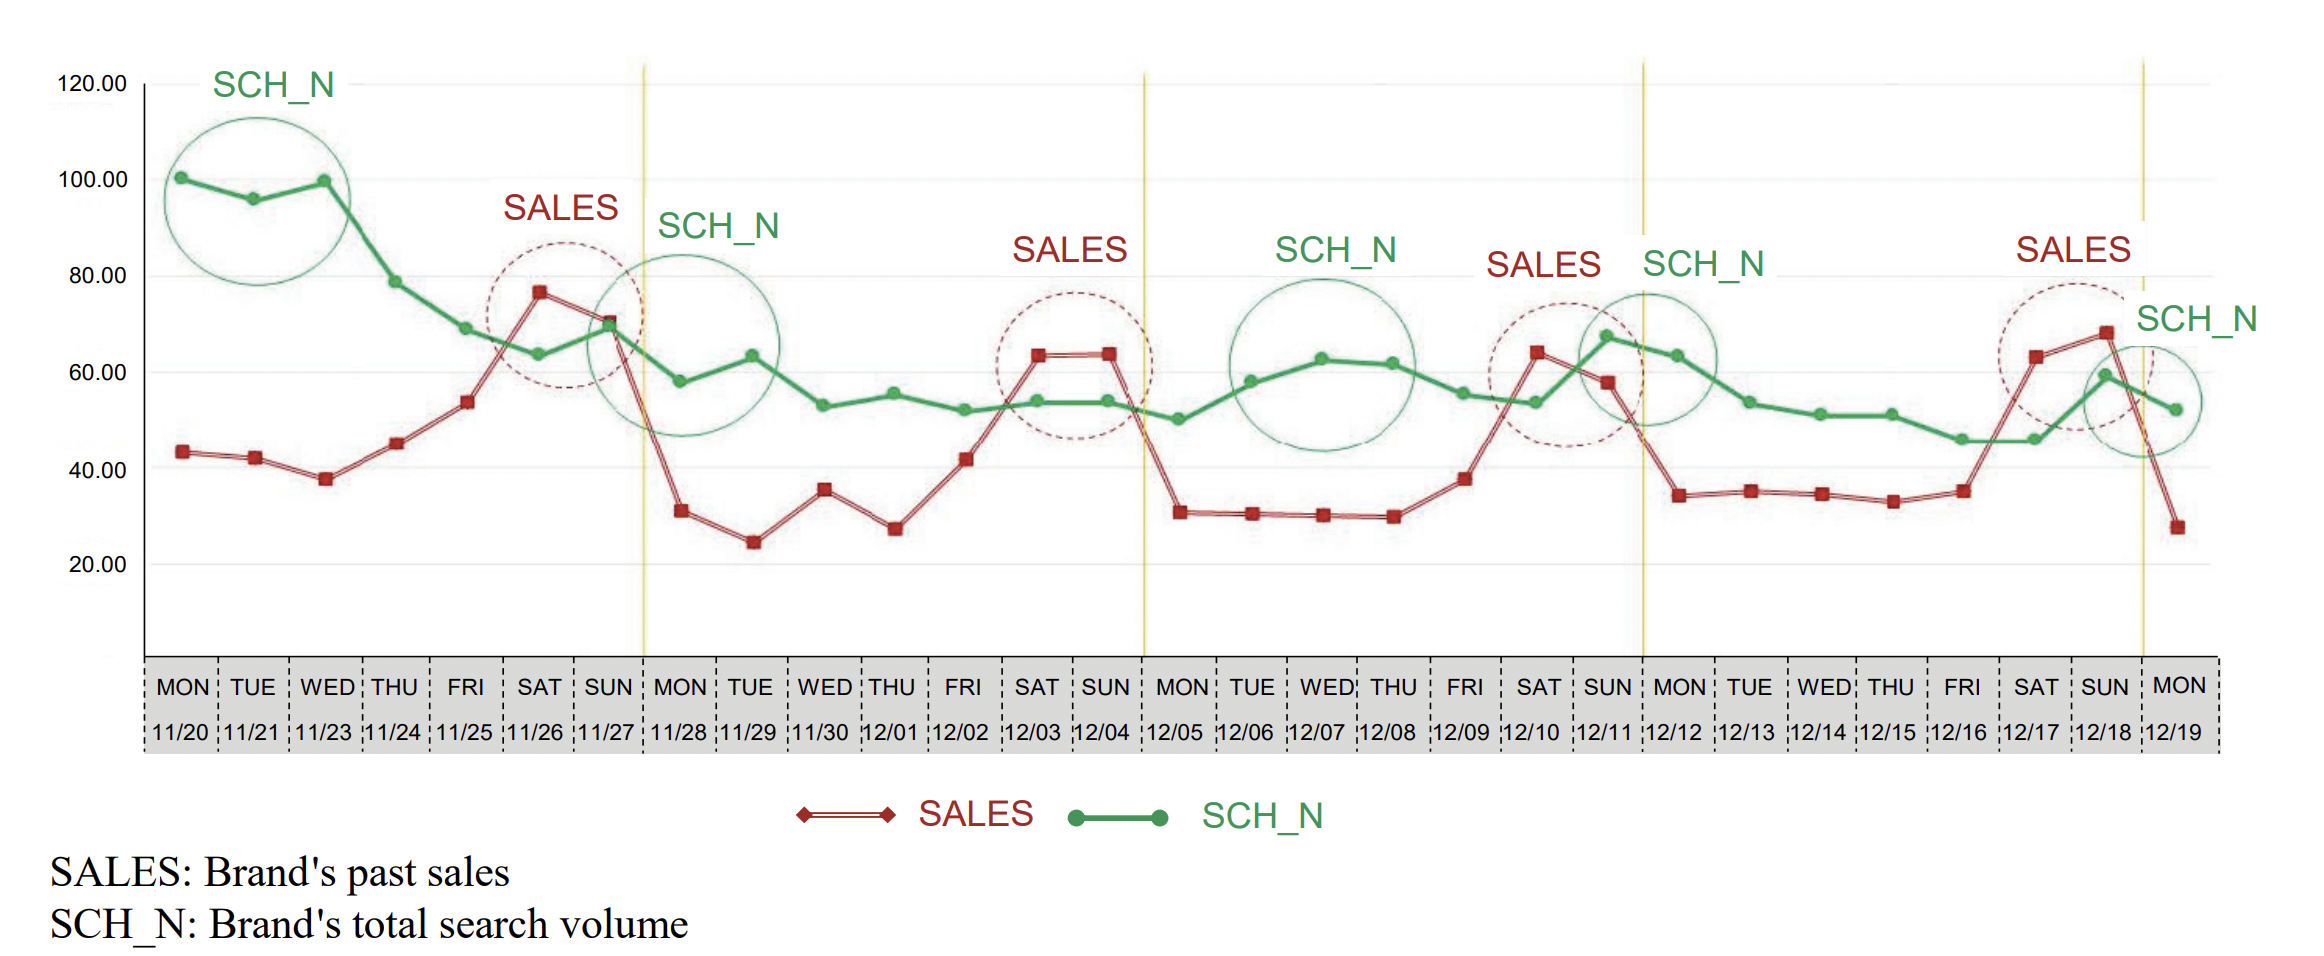 120.00
SCH_N
100.00
SALES
SCH_N
SALES
SCH_N
SALES
SCH_N
SALES
80.00
SCH_N
60.00
40.00
20.00
MON TUE WED THU FRI SAT SUN MON TUE WED THU FRI SAT SUN MON TUE WED THU FRI SAT SUN MON TUE WED THU FRI SAT SUN MON
11/20 11/21 11/23 11/24 11/25 11/26 11/27 11/28 11/29 11/30 12/01 12/02 12/03 12/04 12/05 12/06 12/07 12/08 12/09 12/10 12/11 12/12 12/13 12/14 12/15 12/16 12/17 12/18 12/19
SALES SCH_N
SALES: Brand's past sales
SCH_N: Brand's total search volume